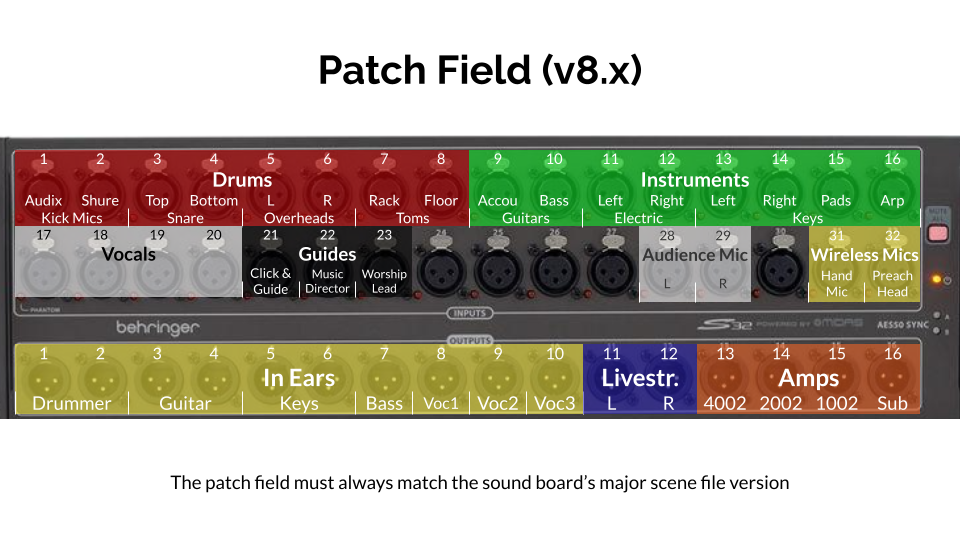 Patch Field (v8.x)
1 2 3 4 5 6 7 8 9 10 11 12 13 14 15 16
Drums Instruments
Audix Shure Top Bottom L R Rack Floor Accou Bass Left Right Left Right Pads Arp
Kick Mics Snare Overheads Toms Guitars Electric Keys
MUTE ALL
17 18 19 20 21 22 23 24 25 26 27 28 29 30 31 32
Vocals Guides Audience Mic Wireless Mics
Click & Guide Music Director Worship Lead L R Hand Mic Preach Head
PHANTOM
INPUTS
behringer S32 POWERED BY MIDAS AES50 SYNC A B
OUTPUTS
1 2 3 4 5 6 7 8 9 10 11 12 13 14 15 16
In Ears Livestr. Amps
Drummer Guitar Keys Bass Voc1 Voc2 Voc3 L R 4002 2002 1002 Sub
The patch field must always match the sound board’s major scene file version